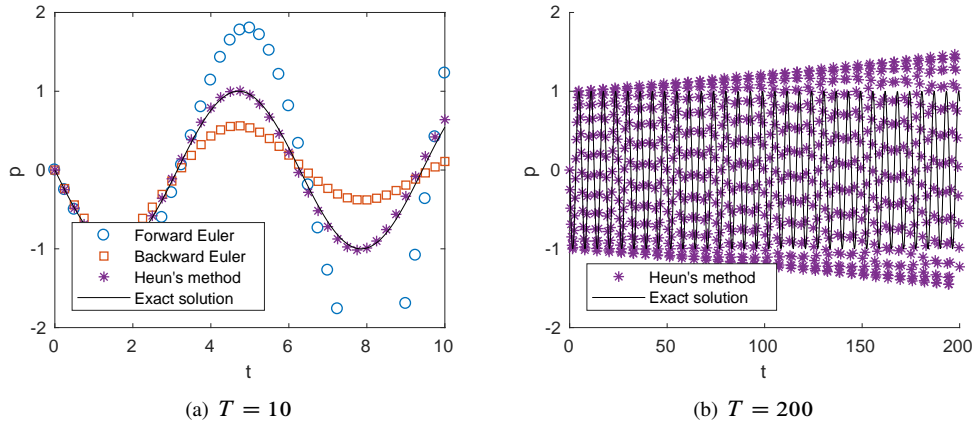 2
1
0
-1
-2
p
0
2
4
6
8
10
t
Forward Euler
Backward Euler
Heun's method
Exact solution
(a) T = 10
2
1
0
-1
-2
p
0
50
100
150
200
t
Heun's method
Exact solution
(b) T = 200